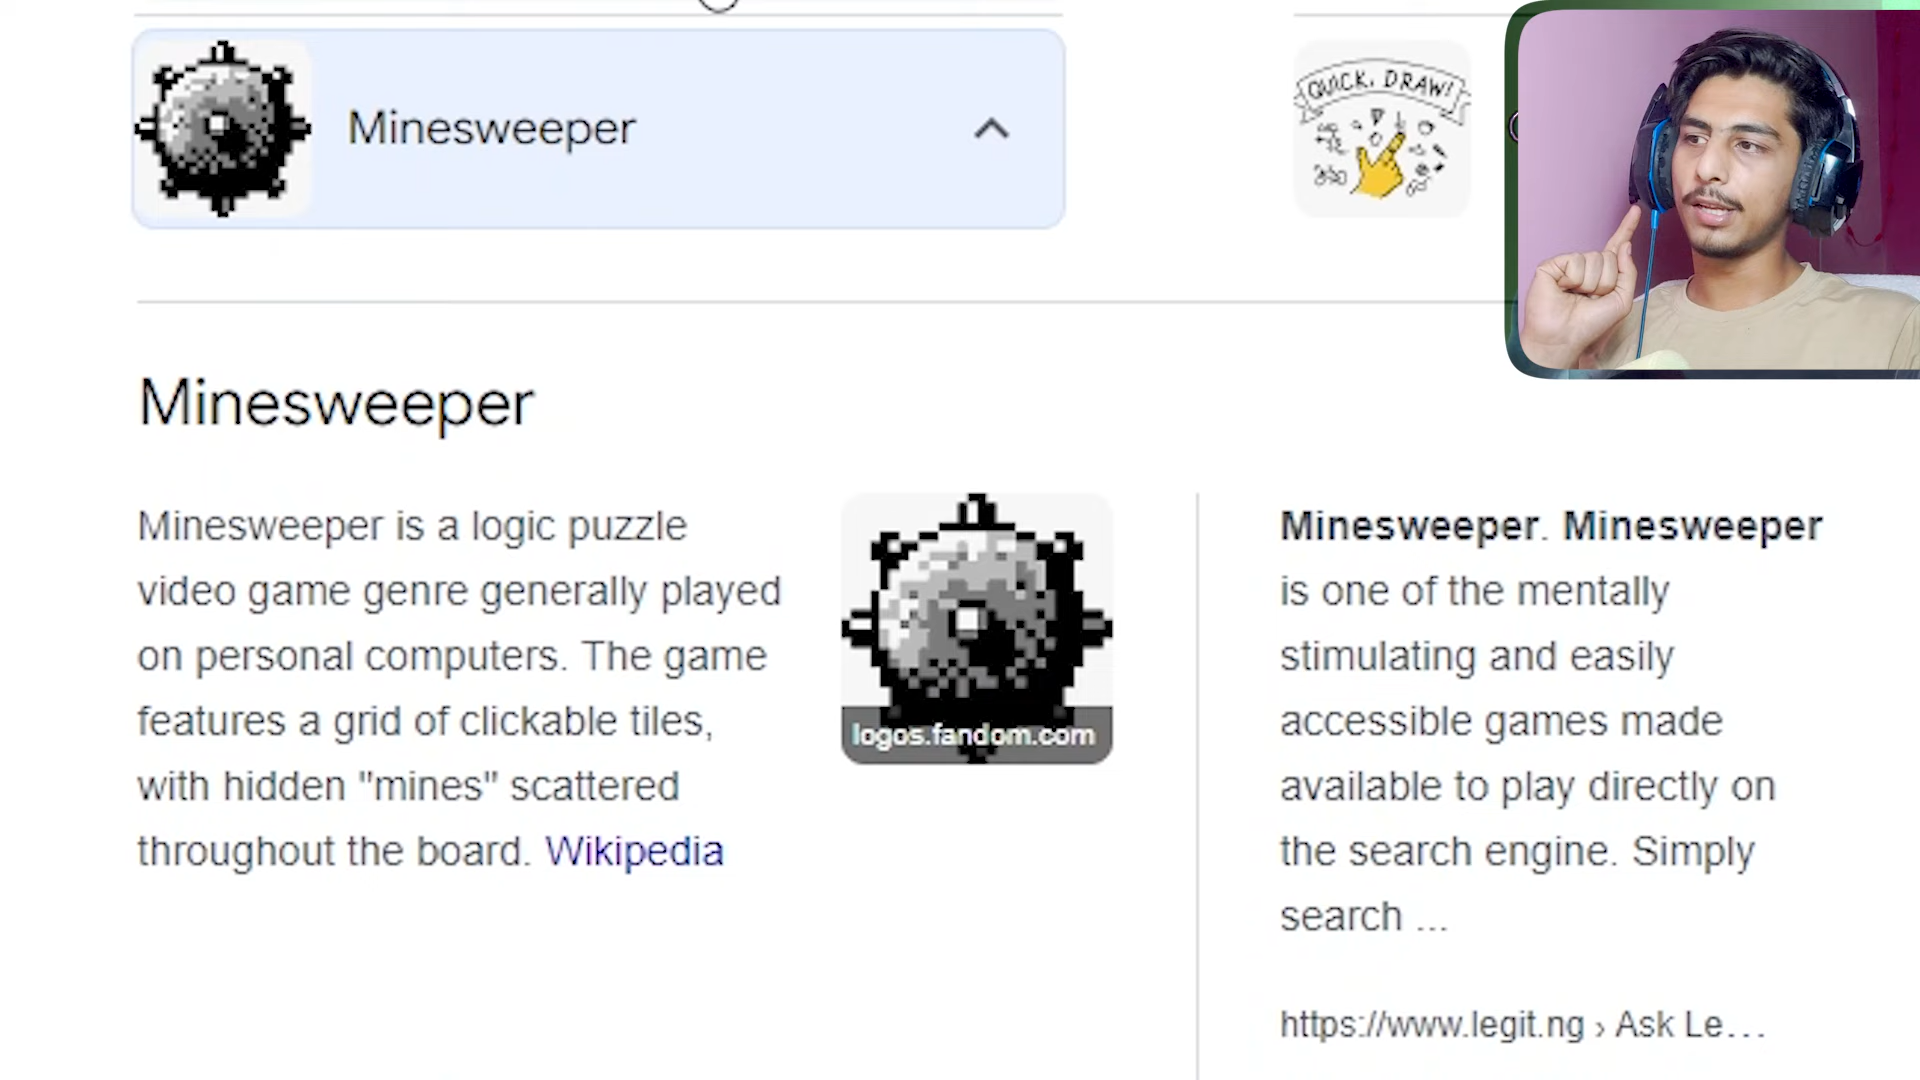 Minesweeper
QUICK, DRAW!
Minesweeper
Minesweeper is a logic puzzle
video game genre generally played
on personal computers. The game
features a grid of clickable tiles,
with hidden "mines" scattered
throughout the board. Wikipedia
logos.fandom.com
Minesweeper. Minesweeper
is one of the mentally
stimulating and easily
accessible games made
available to play directly on
the search engine. Simply
search ...
https://www.legit.ng › Ask Le...